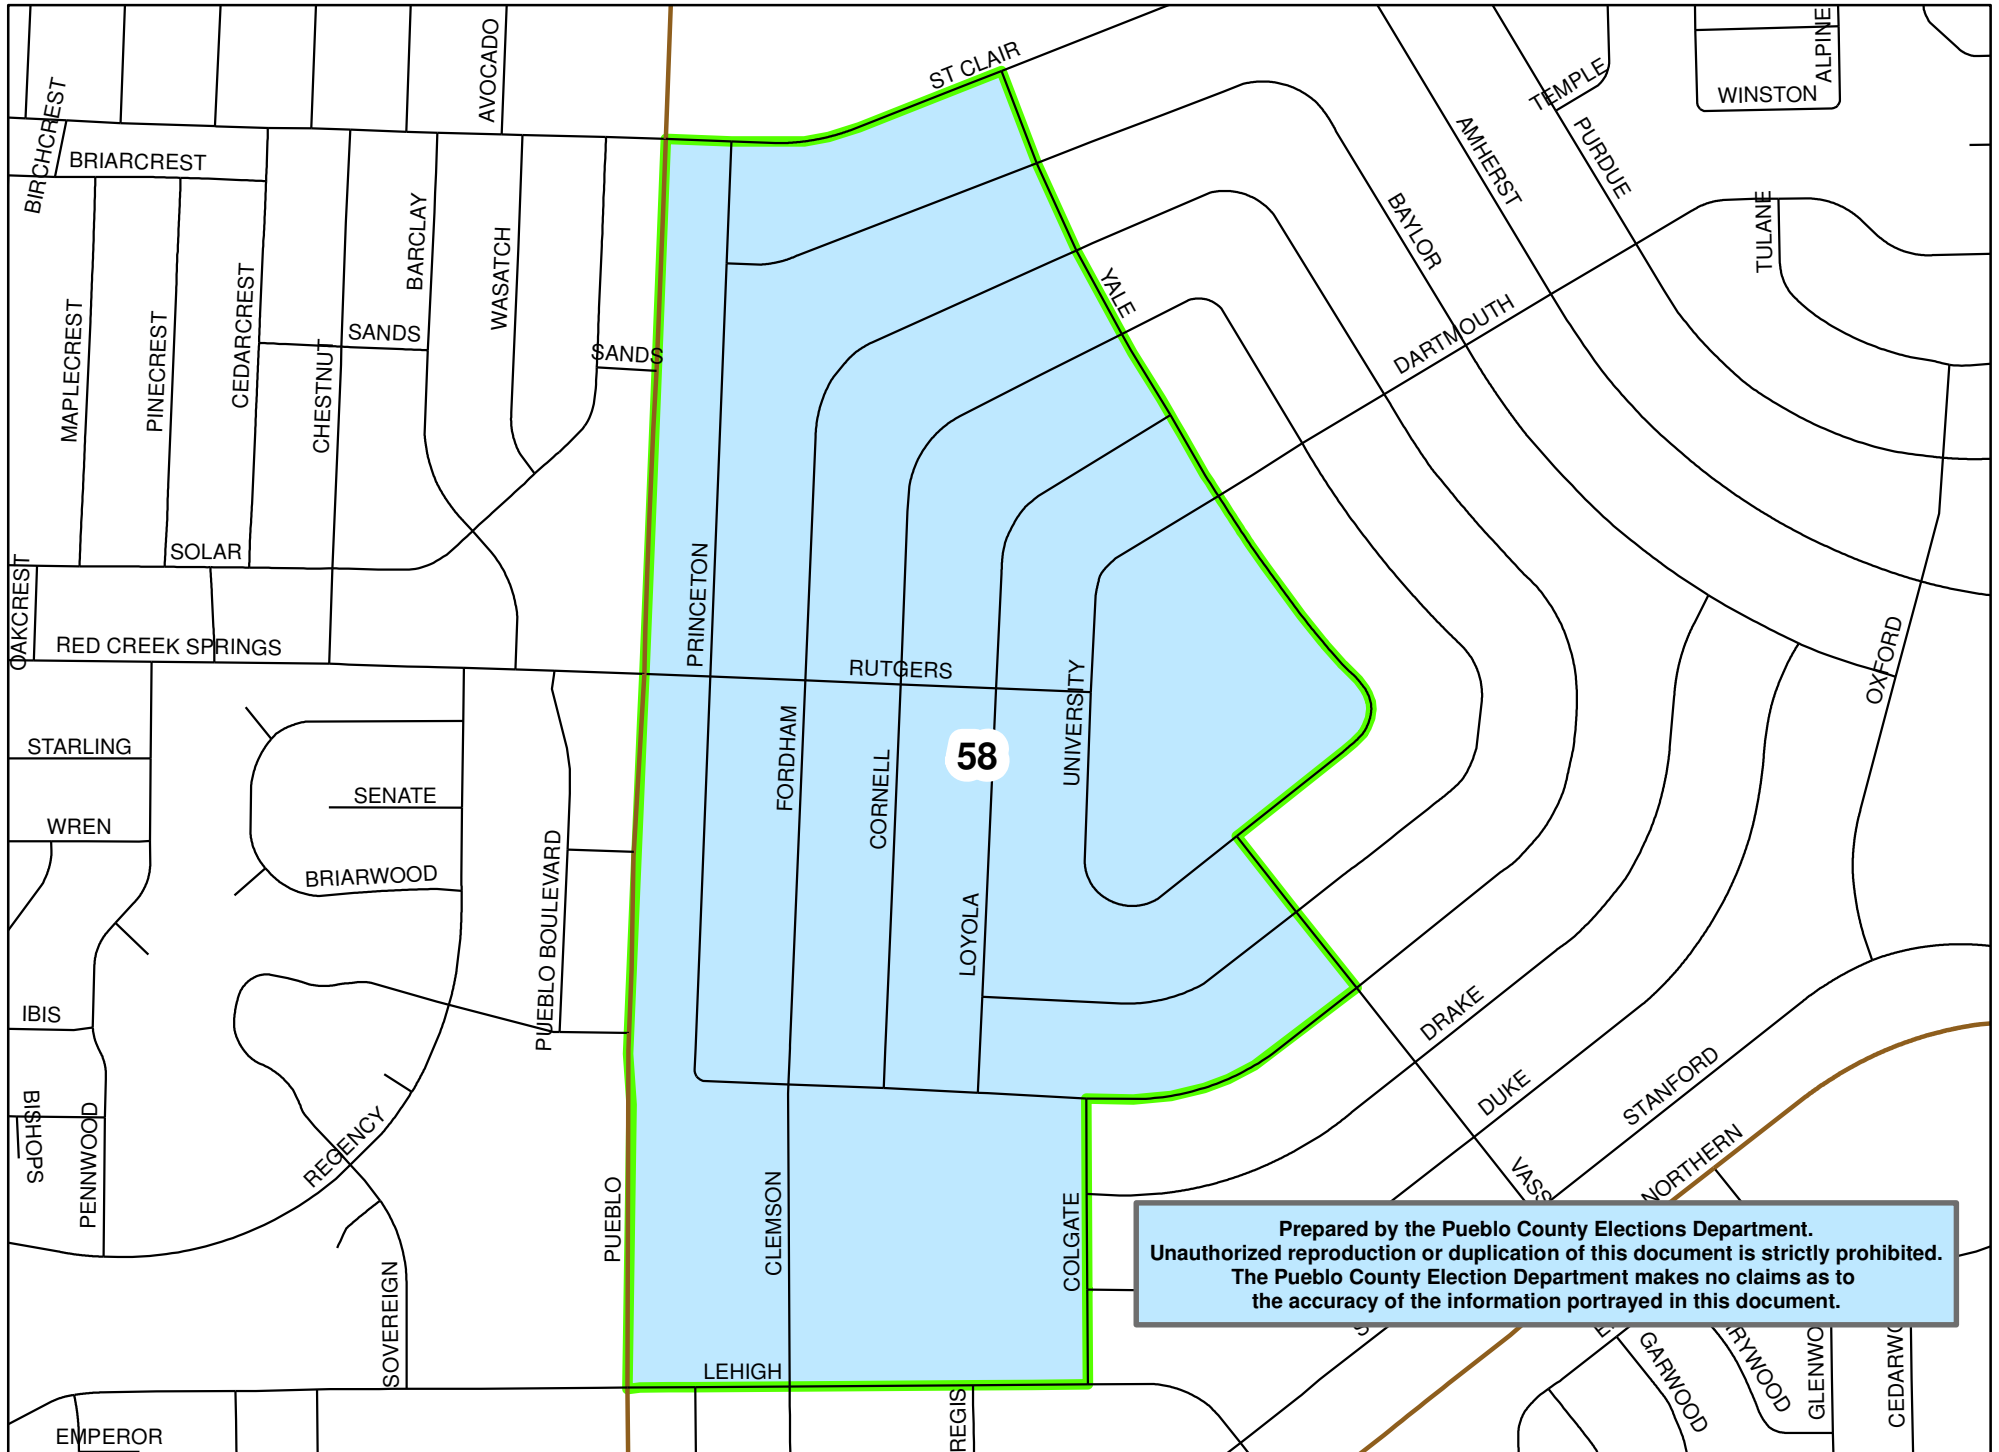 AVOCADO
ST CLAIR
ALPINE
TEMPLE
WINSTON
BIRCHCREST
BRIARCREST
AMHERST
PURDUE
BARCLAY
WASATCH
BAYLOR
TULANE
YALE
MAPLECREST
PINECREST
CEDARCREST
CHESTNUT
SANDS
SANDS
DARTMOUTH
SOLAR
OAKCREST
PRINCETON
RED CREEK SPRINGS
RUTGERS
UNIVERSITY
OXFORD
STARLING
FORDHAM
CORNELL
58
SENATE
WREN
BRIARWOOD
PUEBLO BOULEVARD
LOYOLA
IBIS
DRAKE
DUKE
STANFORD
BISHOPS
PENNWOOD
REGENCY
NORTHERN
PUEBLO
CLEMSON
COLGATE
VASS
Prepared by the Pueblo County Elections Department.
Unauthorized reproduction or duplication of this document is strictly prohibited.
The Pueblo County Election Department makes no claims as to
the accuracy of the information portrayed in this document.
SOVEREIGN
LEHIGH
REGIS
GARWOOD
RYWOOD
GLENWO
CEDARWO
EMPEROR